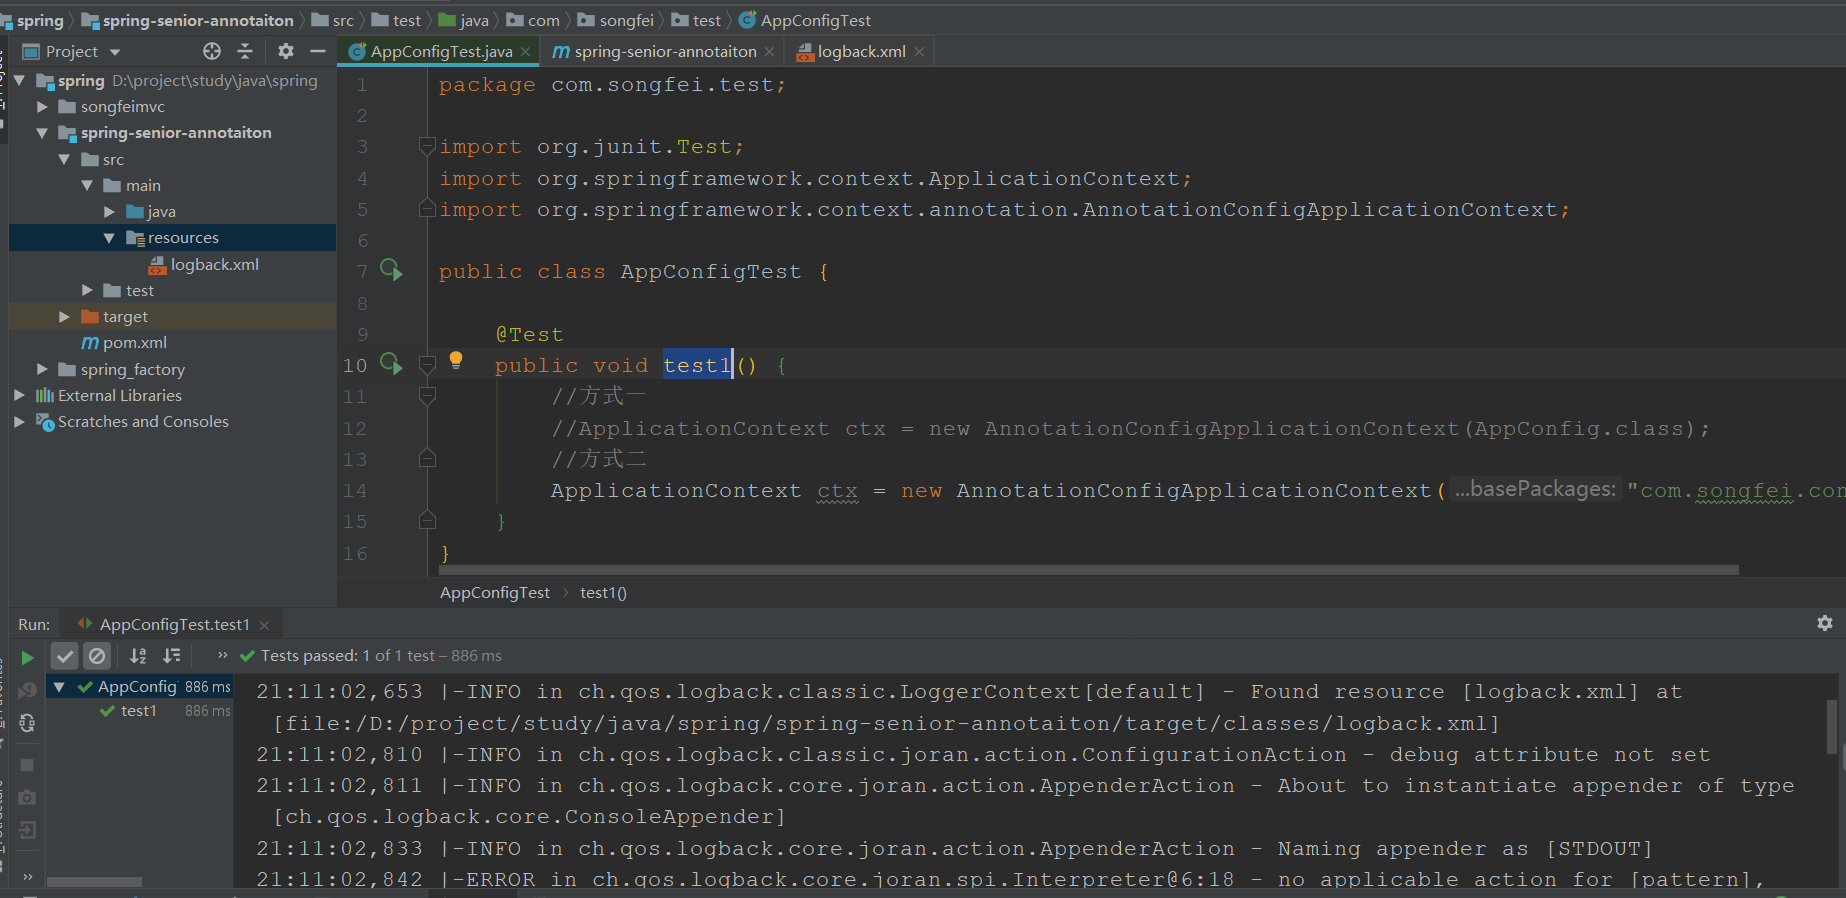 spring spring-senior-annotaiton src test java com songfei test AppConfigTest
Project
AppConfigTest.java spring-senior-annotaiton logback.xml
spring D:\project\study\java\spring
songfeimvc
spring-senior-annotaiton
src
main
java
resources
logback.xml
test
target
pom.xml
spring_factory
External Libraries
Scratches and Consoles
1 package com.songfei.test;
2
3 import org.junit.Test;
4 import org.springframework.context.ApplicationContext;
5 import org.springframework.context.annotation.AnnotationConfigApplicationContext;
6
7 public class AppConfigTest {
8
9 @Test
10 public void test1() {
11 //方式一
12 //ApplicationContext ctx = new AnnotationConfigApplicationContext(AppConfig.class);
13 //方式二
14 ApplicationContext ctx = new AnnotationConfigApplicationContext( ...basePackages: "com.songfei.con
15 }
16 }
AppConfigTest › test1()
Run: AppConfigTest.test1
» Tests passed: 1 of 1 test – 886 ms
AppConfig 886 ms
test1 886 ms
21:11:02,653 |-INFO in ch.qos.logback.classic.LoggerContext[default] - Found resource [logback.xml] at
[file:/D:/project/study/java/spring/spring-senior-annotaiton/target/classes/logback.xml]
21:11:02,810 |-INFO in ch.qos.logback.classic.joran.action.ConfigurationAction - debug attribute not set
21:11:02,811 |-INFO in ch.qos.logback.core.joran.action.AppenderAction - About to instantiate appender of type
[ch.qos.logback.core.ConsoleAppender]
21:11:02,833 |-INFO in ch.qos.logback.core.joran.action.AppenderAction - Naming appender as [STDOUT]
21:11:02,842 |-ERROR in ch.qos.logback.core.joran.spi.Interpreter@6:18 - no applicable action for [pattern],